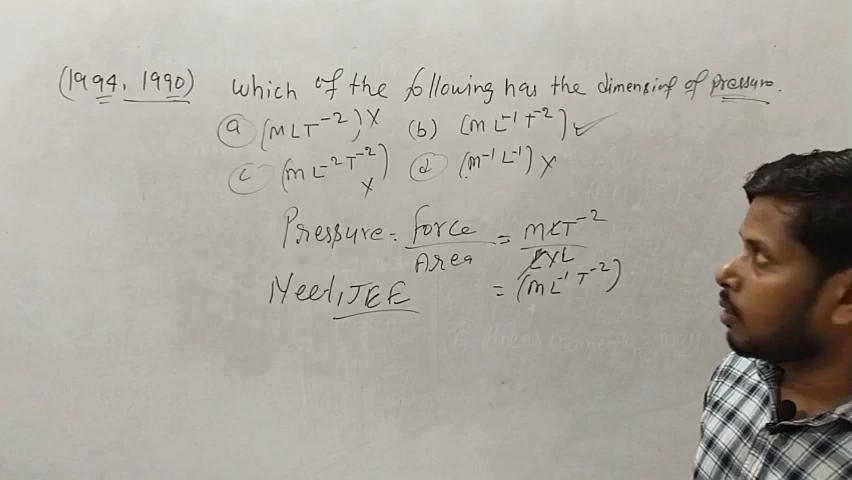 (1994, 1990) Which of the following has the dimension of pressure.
(a) (MLT⁻²) X (b) (ML⁻¹T⁻²) ✓
(c) (ML⁻²T⁻²) X (d) (M⁻¹L⁻¹) X
Pressure = Force / Area = MLT⁻² / L×L
Neet, JEE = (ML⁻¹T⁻²)